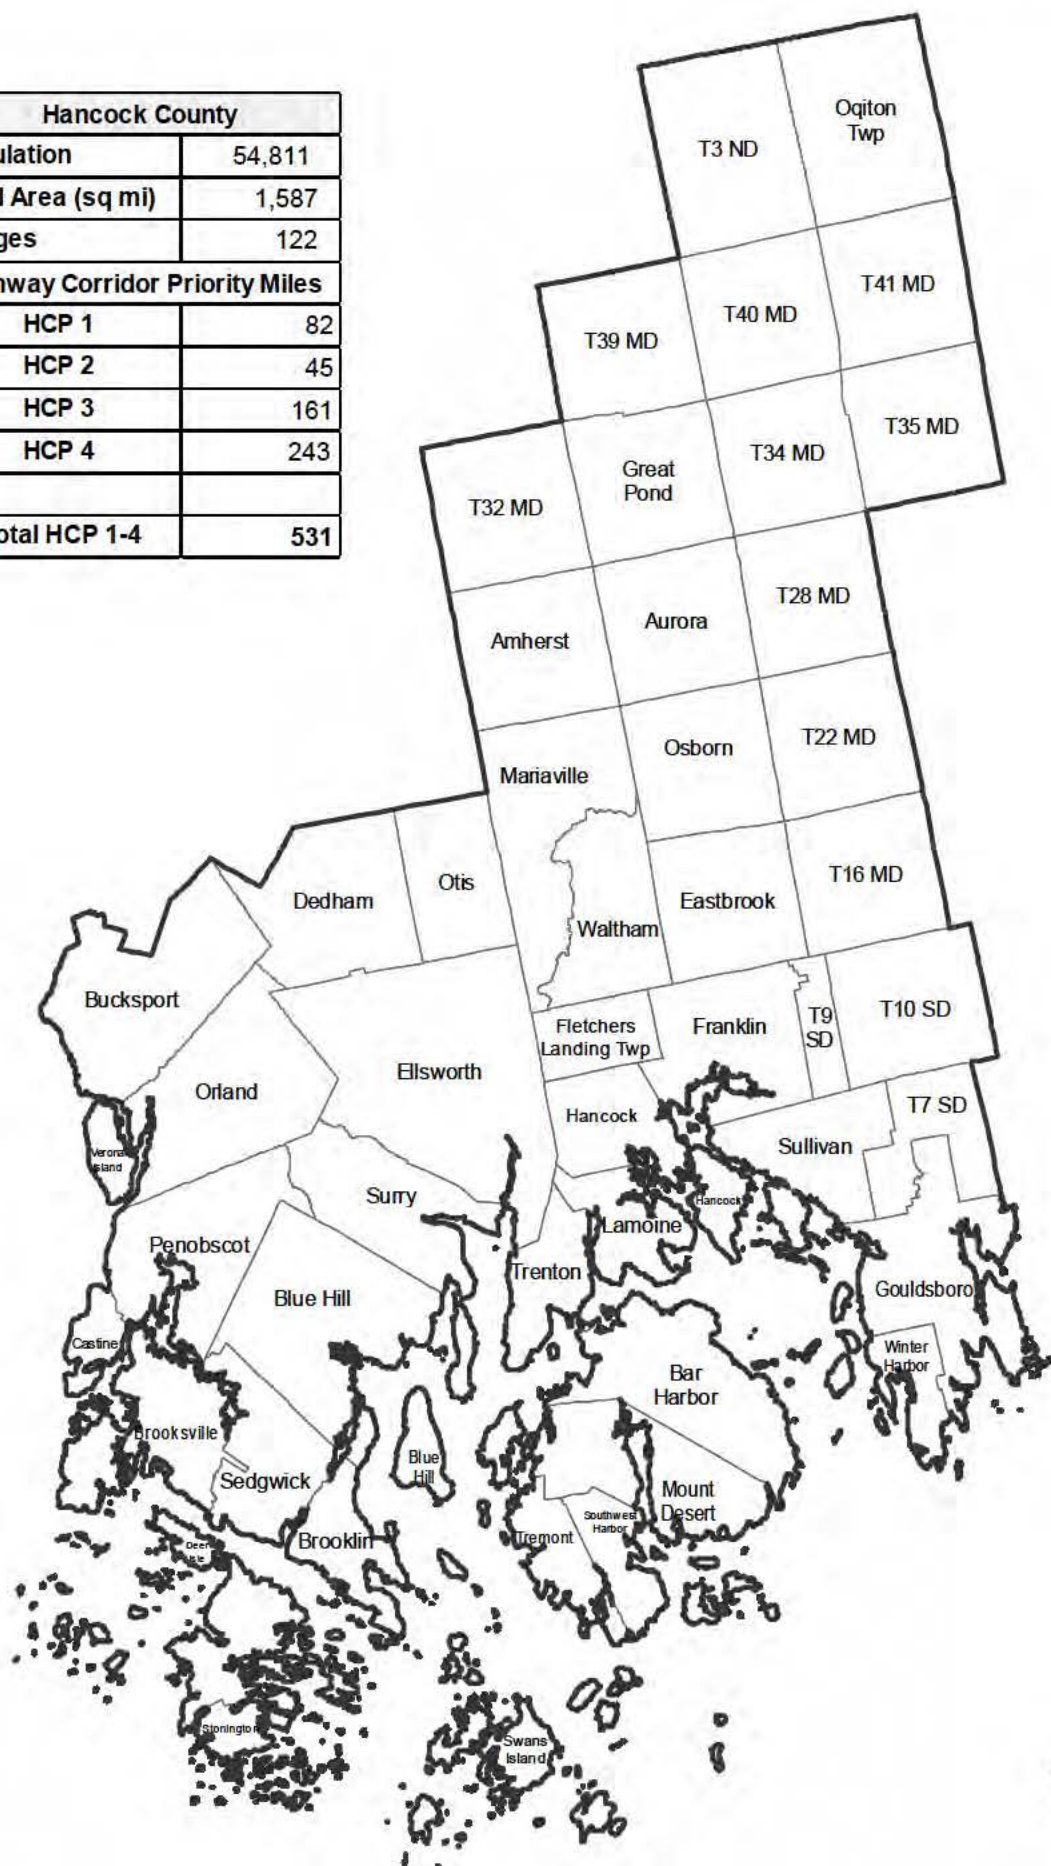 Hancock County
ulation 54,811
l Area (sq mi) 1,587
ges 122
nway Corridor Priority Miles
HCP 1 82
HCP 2 45
HCP 3 161
HCP 4 243
otal HCP 1-4 531
Oqiton
Twp
T3 ND
T41 MD
T40 MD
T39 MD
T35 MD
T34 MD
Great
Pond
T32 MD
T28 MD
Aurora
Amherst
T22 MD
Osborn
Mariaville
T16 MD
Otis
Dedham
Eastbrook
Waltham
Bucksport
T10 SD
T9
SD
Franklin
Fletchers
Landing Twp
Ellsworth
Orland
T7 SD
Hancock
Sullivan
Verona
Island
Surry
Hancock
Lamoine
Penobscot
Trenton
Blue Hill
Gouldsboro
Castine
Winter
Harbor
Bar
Harbor
Brooksville
Blue
Hill
Sedgwick
Mount
Desert
Southwest
Harbor
Tremont
Brooklin
Deer
Isle
Stonington
Swans
Island